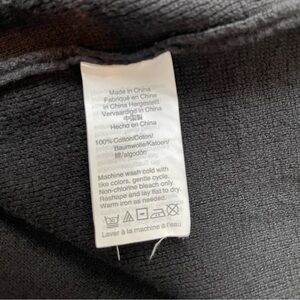 Made in China
Fabriqué en China
In China Hergestellt
Vervaardigd in China
中国製
Hecho en China
100% Cotton/Coton/
Baumwolle/Katoen/
綿/algodón
Machine wash cold with
like colors, gentle cycle.
Non-chlorine bleach only.
Reshape and lay flat to dry.
Warm iron as needed.
Laver à la machine à l'eau